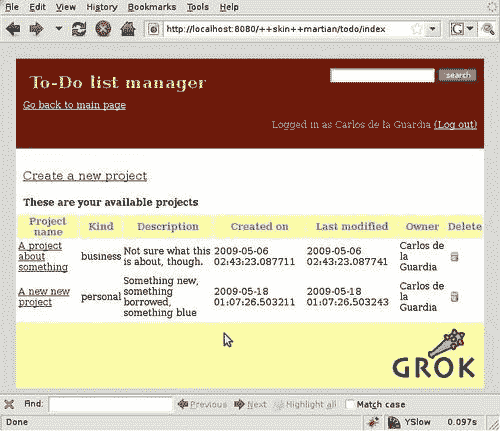 File Edit View History Bookmarks Tools Help
http://localhost:8080/++skin++martian/todo/index
G
To-Do list manager
search
Go back to main page
Logged in as Carlos de la Guardia (Log out)
Create a new project
These are your available projects
Project name Kind Description Created on Last modified Owner Delete
A project about something business Not sure what this is about, though. 2009-05-06 02:43:23.087711 2009-05-06 02:43:23.087741 Carlos de la Guardia
A new new project personal Something new, something borrowed, something blue 2009-05-18 01:07:26.503211 2009-05-18 01:07:26.503243 Carlos de la Guardia
GROK
Find: Previous Next Highlight all Match case
Done YSlow 0.097s